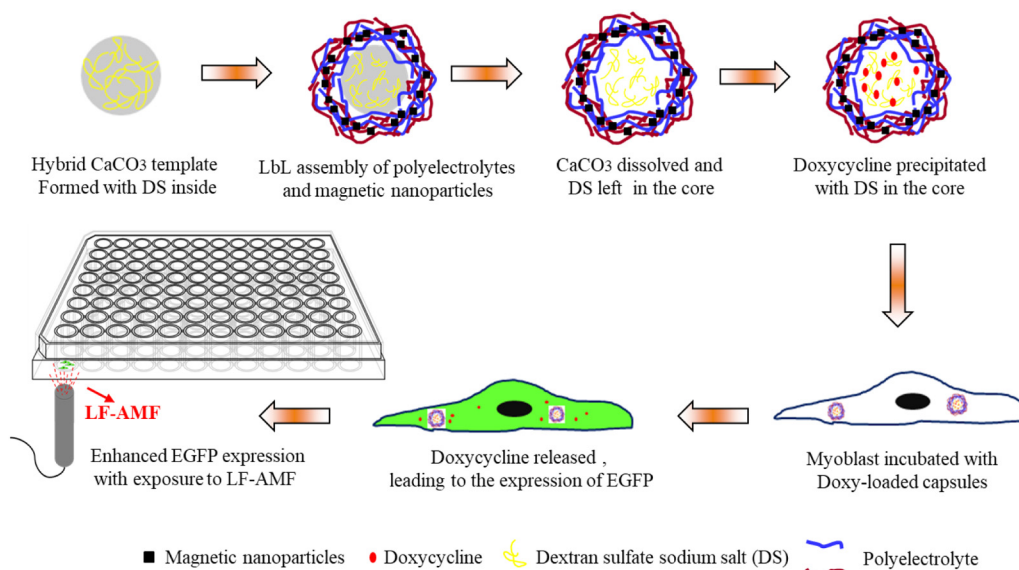 Hybrid CaCO3 template
Formed with DS inside
LbL assembly of polyelectrolytes
and magnetic nanoparticles
CaCO3 dissolved and
DS left in the core
Doxycycline precipitated
with DS in the core
LF-AMF
Enhanced EGFP expression
with exposure to LF-AMF
Doxycycline released ,
leading to the expression of EGFP
Myoblast incubated with
Doxy-loaded capsules
Magnetic nanoparticles
Doxycycline
Dextran sulfate sodium salt (DS)
Polyelectrolyte